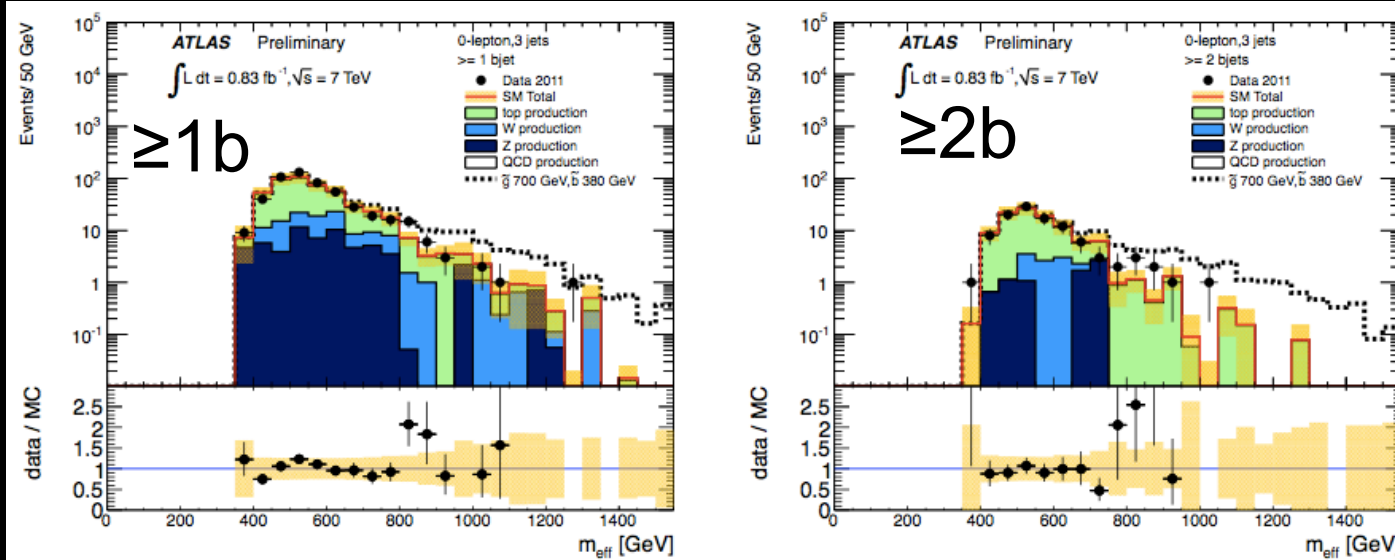 ATLAS Preliminary
∫L dt = 0.83 fb⁻¹, √s = 7 TeV
≥1b
0-lepton,3 jets
>= 1 bjet
Data 2011
SM Total
top production
W production
Z production
QCD production
g̃ 700 GeV, b̃ 380 GeV
Events/ 50 GeV
10⁵
10⁴
10³
10²
10
1
10⁻¹
data / MC
2.5
2
1.5
1
0.5
0
0 200 400 600 800 1000 1200 1400
m_eff [GeV]
ATLAS Preliminary
∫L dt = 0.83 fb⁻¹, √s = 7 TeV
≥2b
0-lepton,3 jets
>= 2 bjets
Data 2011
SM Total
top production
W production
Z production
QCD production
g̃ 700 GeV, b̃ 380 GeV
Events/ 50 GeV
10⁵
10⁴
10³
10²
10
1
10⁻¹
data / MC
2.5
2
1.5
1
0.5
0
0 200 400 600 800 1000 1200 1400
m_eff [GeV]